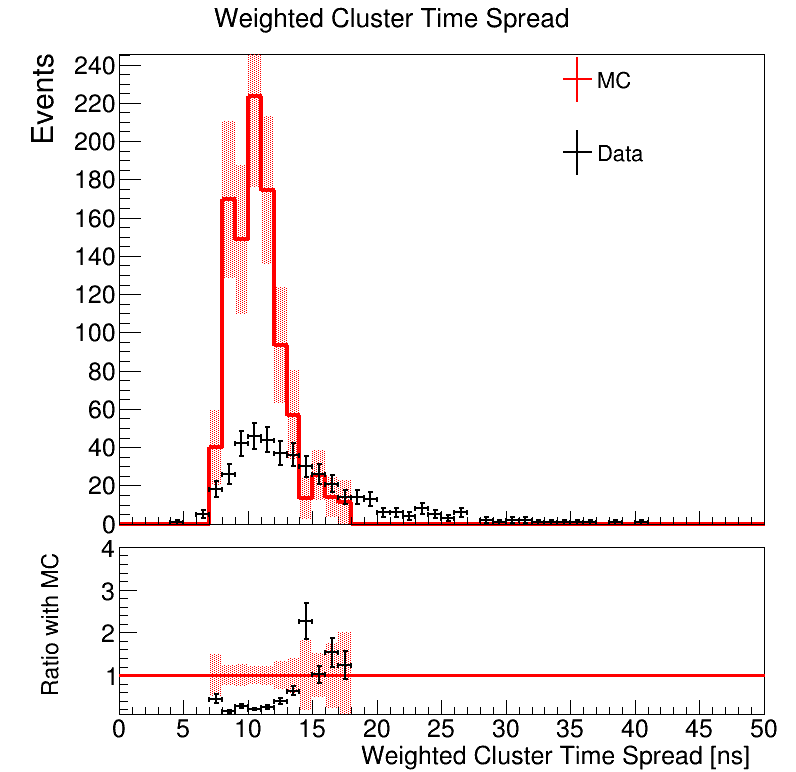 Weighted Cluster Time Spread
Events
240
220
200
180
160
140
120
100
80
60
40
20
0
MC
Data
Ratio with MC
4
3
2
1
0 5 10 15 20 25 30 35 40 45 50
Weighted Cluster Time Spread [ns]